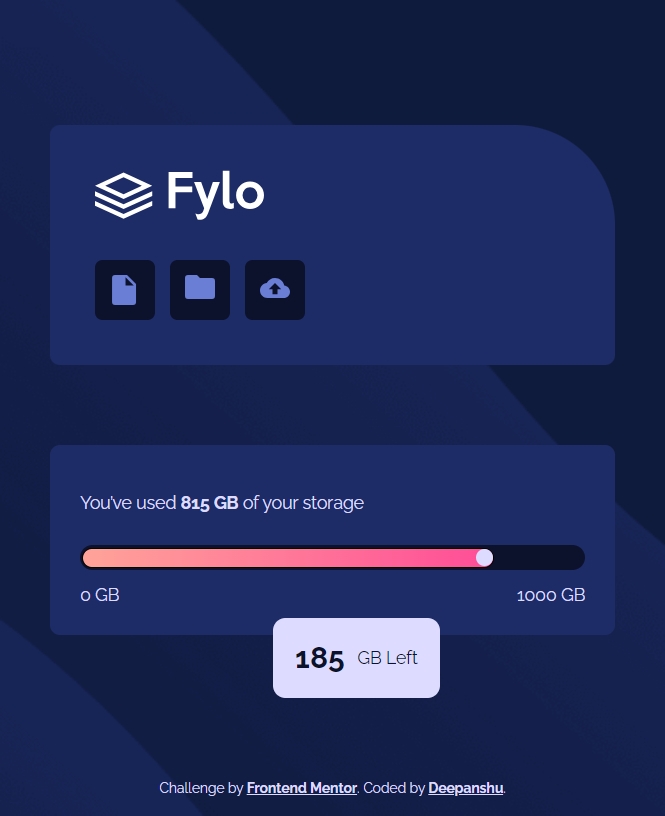 Fylo
You've used 815 GB of your storage
0 GB
1000 GB
185 GB Left
Challenge by Frontend Mentor. Coded by Deepanshu.